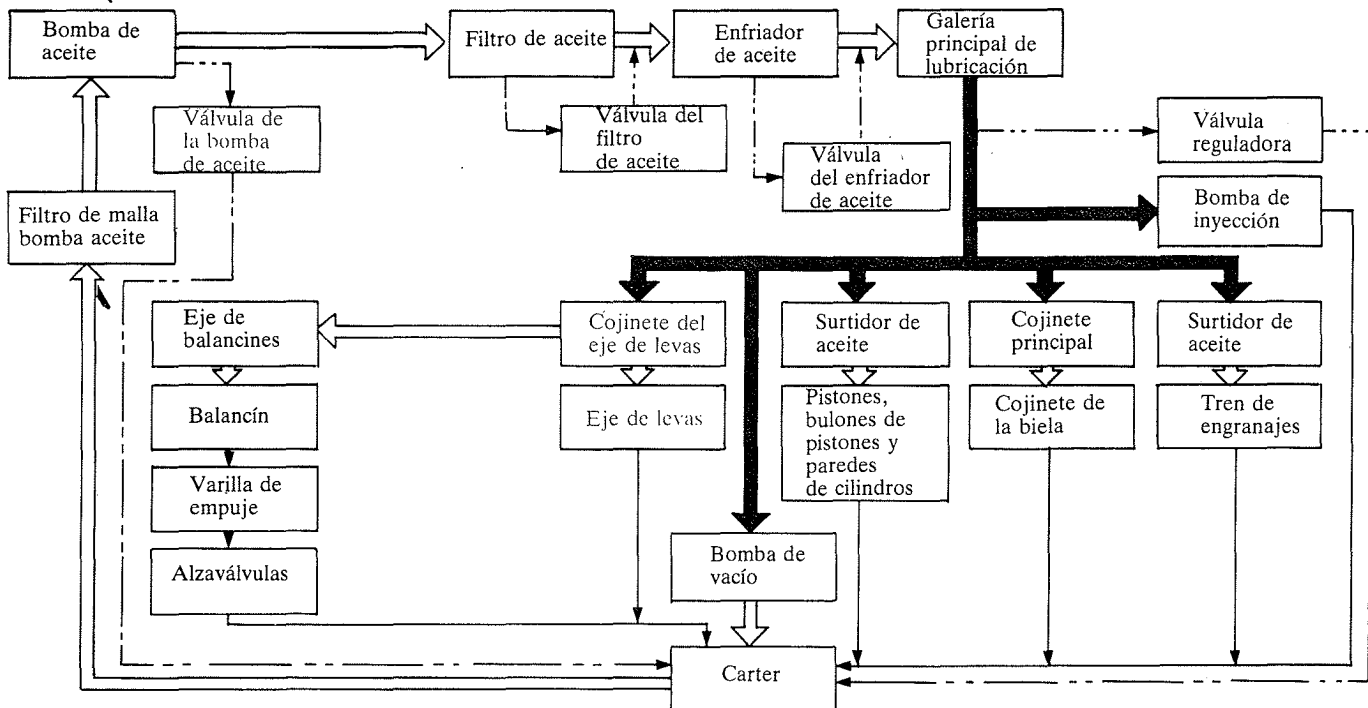 Bomba de
aceite
Filtro de aceite
Enfriador
de aceite
Galería
principal de
lubricación
Válvula de
la bomba
de aceite
Válvula del
filtro
de aceite
Válvula
del enfriador
de aceite
Válvula
reguladora
Filtro de malla
bomba aceite
Bomba de
inyección
Eje de
balancines
Cojinete del
eje de levas
Surtidor de
aceite
Cojinete
principal
Surtidor de
aceite
Balancín
Eje de levas
Pistones,
bulones de
pistones y
paredes
de cilindros
Cojinete de
la biela
Tren de
engranajes
Varilla de
empuje
Alzaválvulas
Bomba de
vacío
Carter